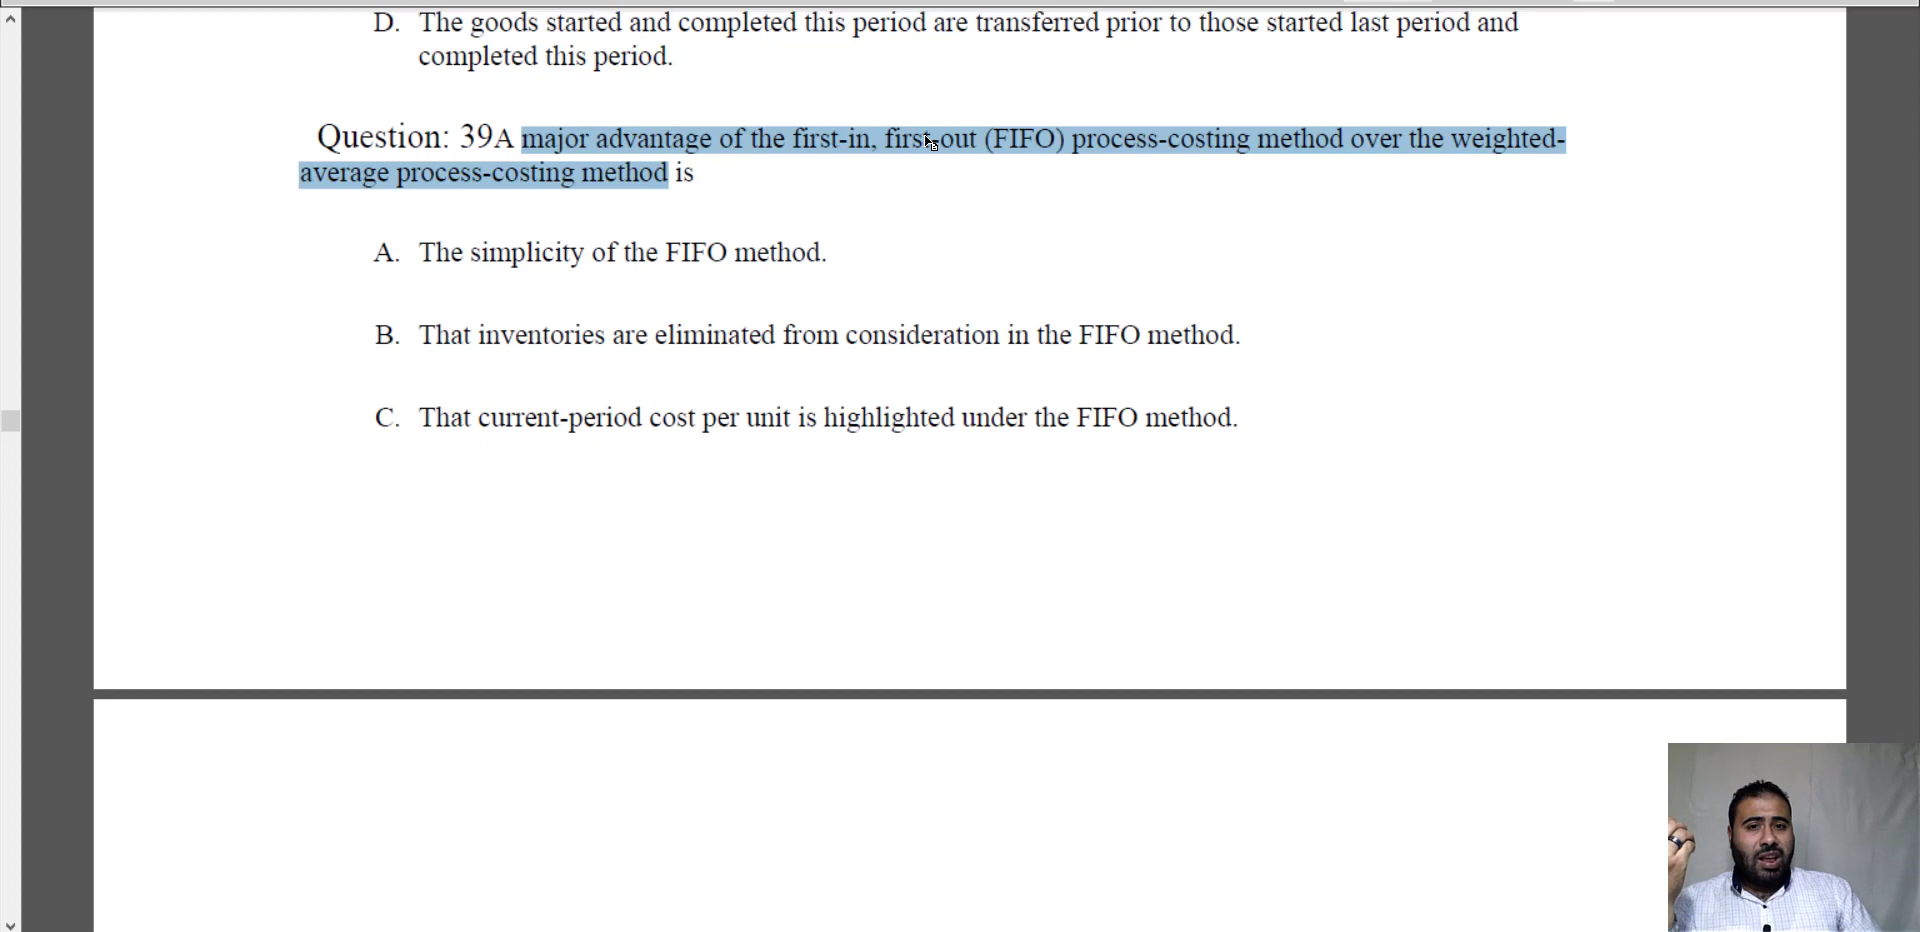 D. The goods started and completed this period are transferred prior to those started last period and
completed this period.
Question: 39A major advantage of the first-in, first-out (FIFO) process-costing method over the weighted-
average process-costing method is
A. The simplicity of the FIFO method.
B. That inventories are eliminated from consideration in the FIFO method.
C. That current-period cost per unit is highlighted under the FIFO method.